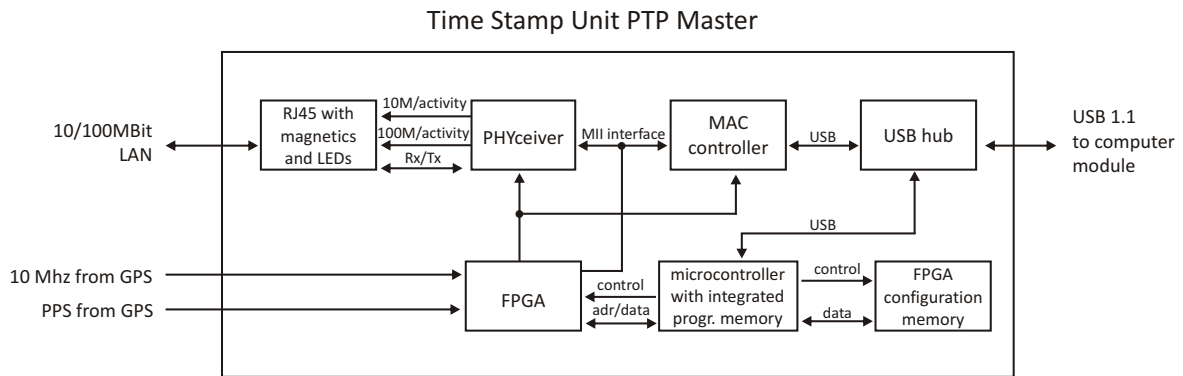 Time Stamp Unit PTP Master
10/100MBit
LAN
RJ45 with
magnetics
and LEDs
10M/activity
100M/activity
Rx/Tx
PHYceiver
MII interface
MAC
controller
USB
USB hub
USB 1.1
to computer
module
USB
10 Mhz from GPS
PPS from GPS
FPGA
control
adr/data
microcontroller
with integrated
progr. memory
control
data
FPGA
configuration
memory